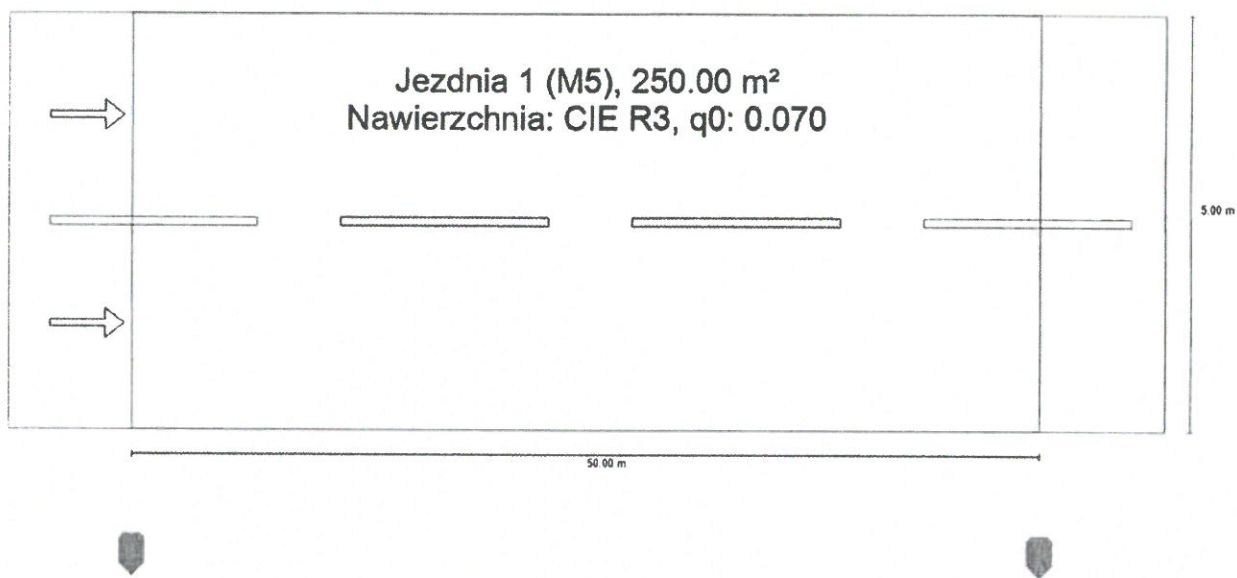 Jezdnia 1 (M5), 250.00 m²
Nawierzchnia: CIE R3, q0: 0.070
5.00 m
50.00 m